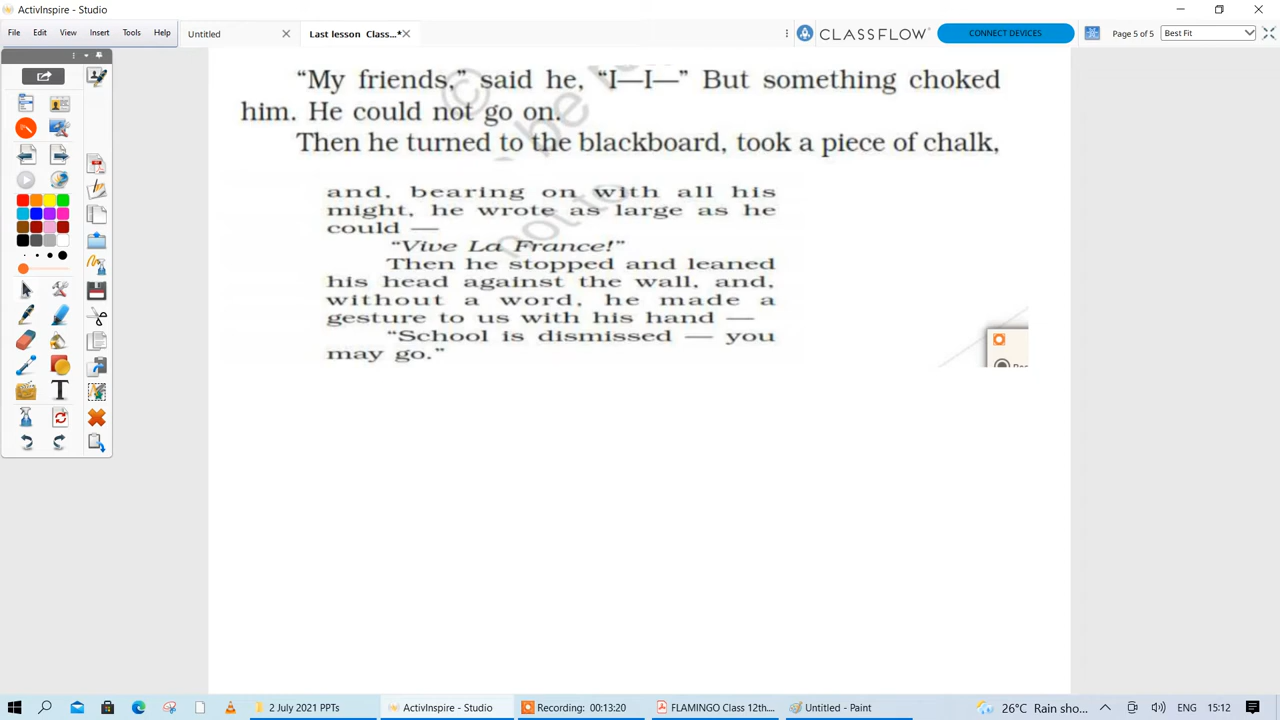 ActivInspire - Studio
File Edit View Insert Tools Help
Untitled
Last lesson Class...*
CLASSFLOW
CONNECT DEVICES
Page 5 of 5
Best Fit
“My friends,” said he, “I—I—” But something choked
him. He could not go on.
Then he turned to the blackboard, took a piece of chalk,
and, bearing on with all his
might, he wrote as large as he
could —
“Vive La France!”
Then he stopped and leaned
his head against the wall, and,
without a word, he made a
gesture to us with his hand —
“School is dismissed — you
may go.”
2 July 2021 PPTs
ActivInspire - Studio
Recording: 00:13:20
FLAMINGO Class 12th...
Untitled - Paint
26°C Rain sho...
ENG
15:12